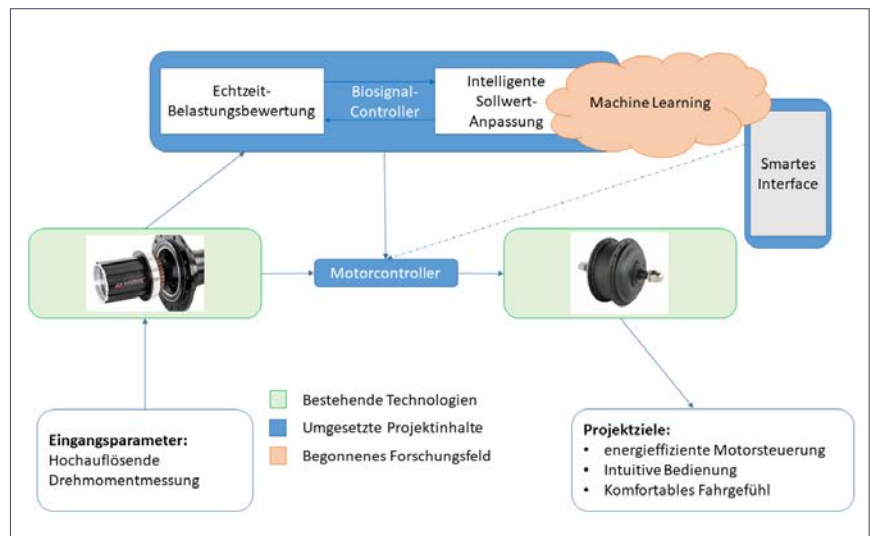 Echtzeit-
Belastungsbewertung
Biosignal-
Controller
Intelligente
Sollwert-
Anpassung
Machine Learning
Smartes
Interface
Motorcontroller
Eingangsparameter:
Hochauflösende
Drehmomentmessung
Bestehende Technologien
Umgesetzte Projektinhalte
Begonnenes Forschungsfeld
Projektziele:
• energieffiziente Motorsteuerung
• Intuitive Bedienung
• Komfortables Fahrgefühl